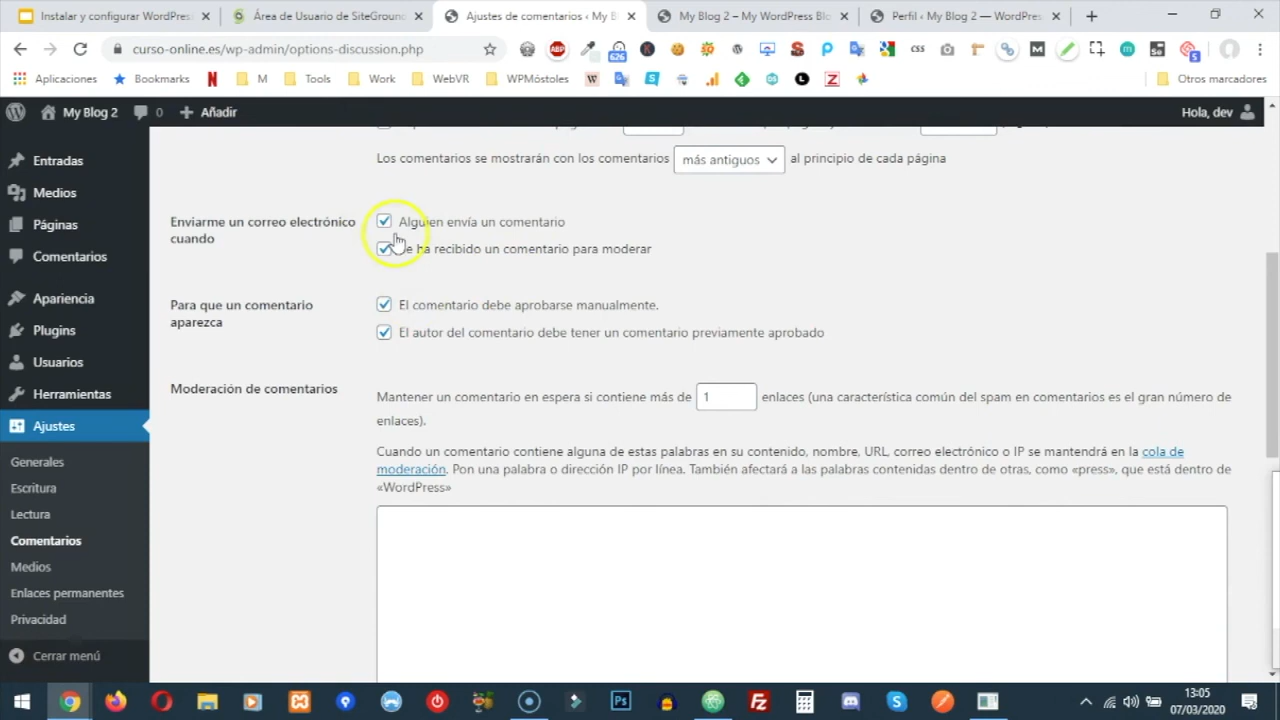 Instalar y configurar WordPres
Área de Usuario de SiteGround
Ajustes de comentarios ‹ My B
My Blog 2 – My WordPress Blo
Perfil ‹ My Blog 2 — WordPres
curso-online.es/wp-admin/options-discussion.php
Aplicaciones
Bookmarks
M
Tools
Work
WebVR
WPMóstoles
Otros marcadores
My Blog 2
0
Añadir
Hola, dev
Entradas
Medios
Páginas
Comentarios
Apariencia
Plugins
Usuarios
Herramientas
Ajustes
Generales
Escritura
Lectura
Comentarios
Medios
Enlaces permanentes
Privacidad
Cerrar menú
Los comentarios se mostrarán con los comentarios más antiguos al principio de cada página
Enviarme un correo electrónico
cuando
Alguien envía un comentario
ha recibido un comentario para moderar
Para que un comentario
aparezca
El comentario debe aprobarse manualmente.
El autor del comentario debe tener un comentario previamente aprobado
Moderación de comentarios
Mantener un comentario en espera si contiene más de 1 enlaces (una característica común del spam en comentarios es el gran número de
enlaces).
Cuando un comentario contiene alguna de estas palabras en su contenido, nombre, URL, correo electrónico o IP se mantendrá en la cola de
moderación. Pon una palabra o dirección IP por línea. También afectará a las palabras contenidas dentro de otras, como «press», que está dentro de
«WordPress»
13:05
07/03/2020